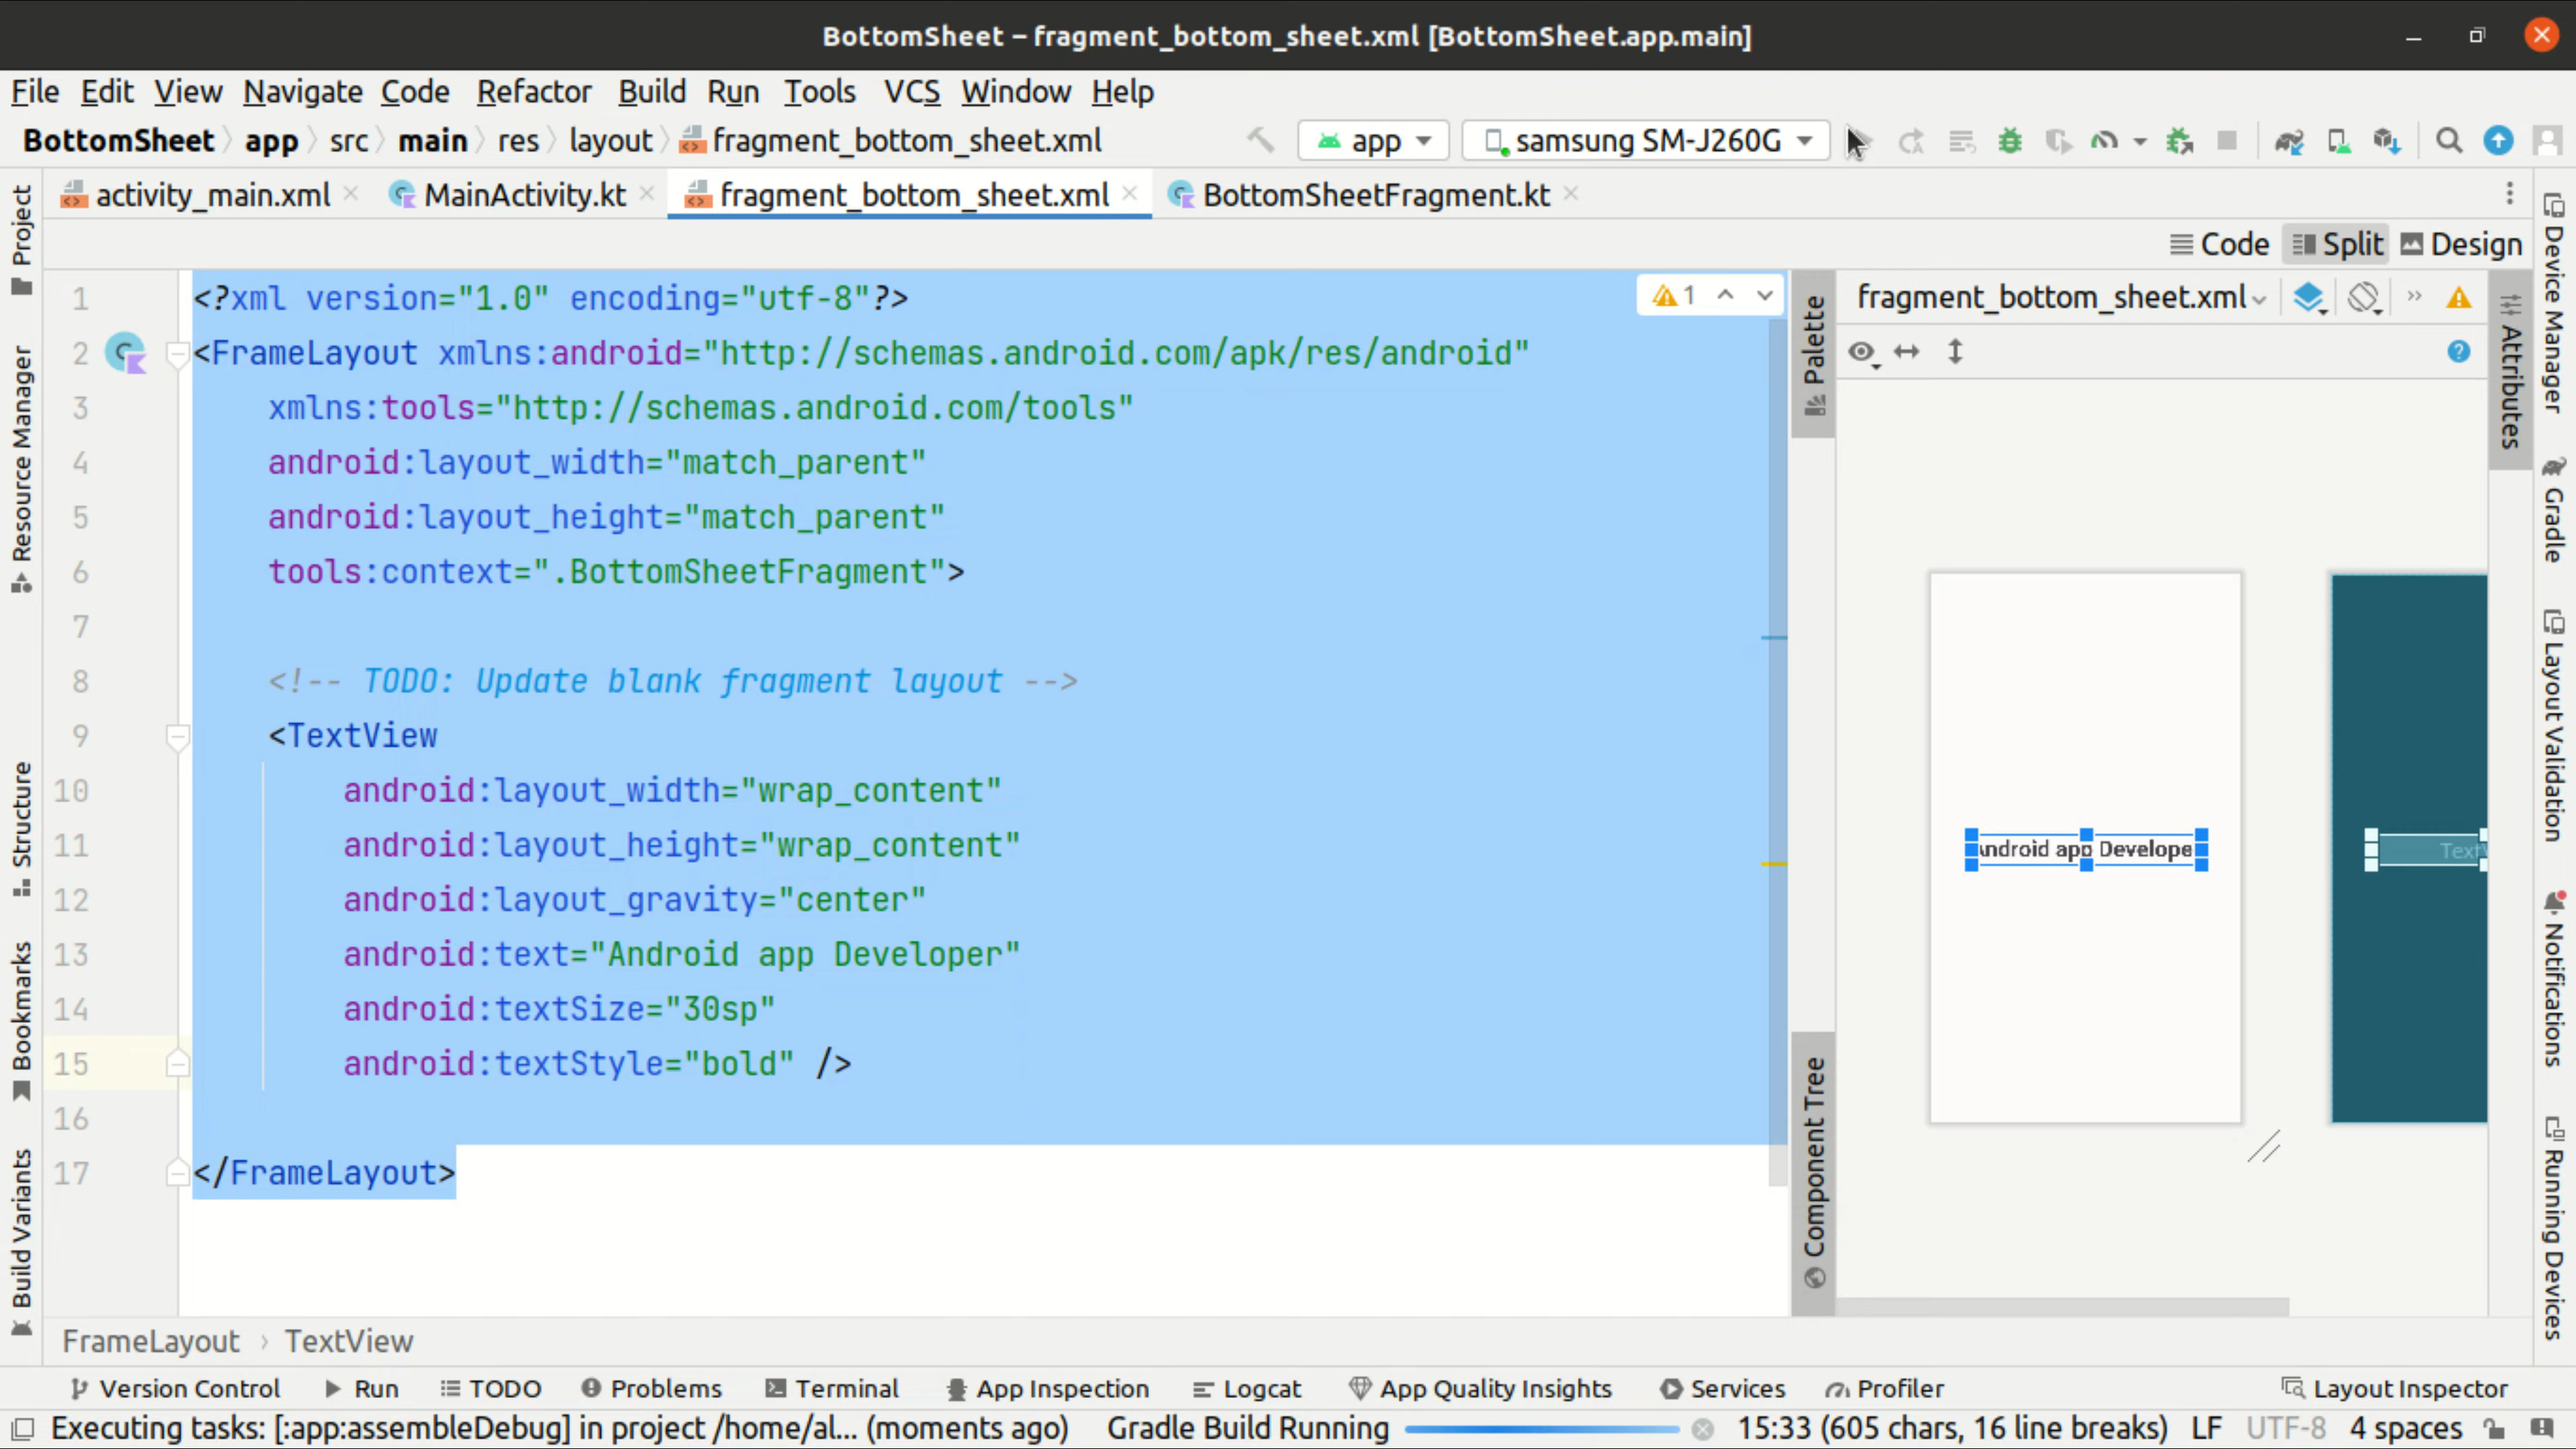 BottomSheet – fragment_bottom_sheet.xml [BottomSheet.app.main]
File Edit View Navigate Code Refactor Build Run Tools VCS Window Help
BottomSheet app src main res layout fragment_bottom_sheet.xml app samsung SM-J260G
activity_main.xml MainActivity.kt fragment_bottom_sheet.xml BottomSheetFragment.kt
Code Split Design
Project
Resource Manager
Structure
Bookmarks
Build Variants
1 <?xml version="1.0" encoding="utf-8"?>
2 <FrameLayout xmlns:android="http://schemas.android.com/apk/res/android"
3 xmlns:tools="http://schemas.android.com/tools"
4 android:layout_width="match_parent"
5 android:layout_height="match_parent"
6 tools:context=".BottomSheetFragment">
7
8 <!-- TODO: Update blank fragment layout -->
9 <TextView
10 android:layout_width="wrap_content"
11 android:layout_height="wrap_content"
12 android:layout_gravity="center"
13 android:text="Android app Developer"
14 android:textSize="30sp"
15 android:textStyle="bold" />
16
17 </FrameLayout>
1
Palette
Component Tree
fragment_bottom_sheet.xml
app Develope
Attributes
Device Manager
Gradle
Layout Validation
Notifications
Running Devices
FrameLayout TextView
Version Control Run TODO Problems Terminal App Inspection Logcat App Quality Insights Services Profiler Layout Inspector
Executing tasks: [:app:assembleDebug] in project /home/al... (moments ago) Gradle Build Running 15:33 (605 chars, 16 line breaks) LF UTF-8 4 spaces